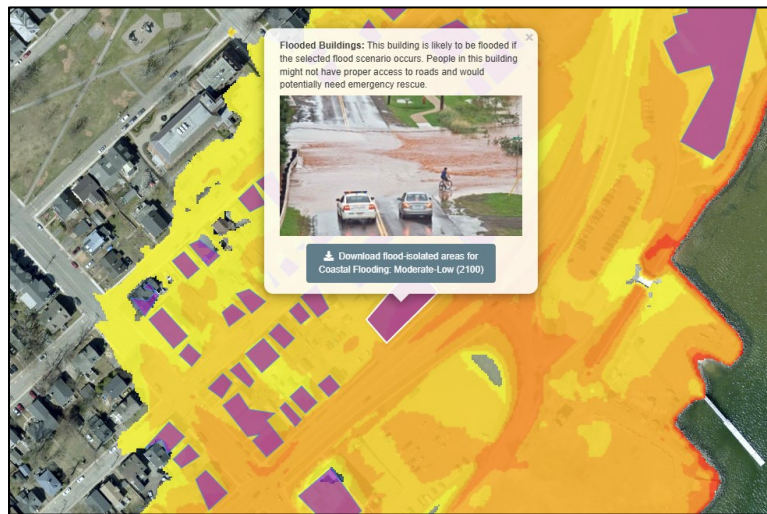 ×
Flooded Buildings: This building is likely to be flooded if
the selected flood scenario occurs. People in this building
might not have proper access to roads and would
potentially need emergency rescue.
Download flood-isolated areas for
Coastal Flooding: Moderate-Low (2100)